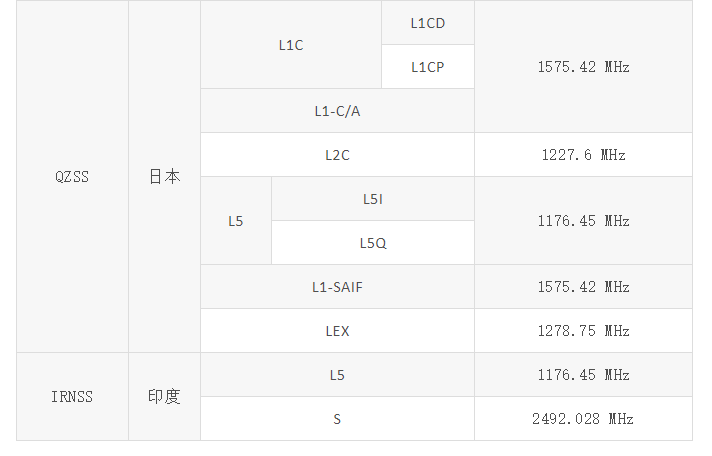 L1C
L1CD
L1CP
1575.42 MHz
L1-C/A
L2C
1227.6 MHz
QZSS
日本
L5
L5I
L5Q
1176.45 MHz
L1-SAIF
1575.42 MHz
LEX
1278.75 MHz
IRNSS
印度
L5
1176.45 MHz
S
2492.028 MHz